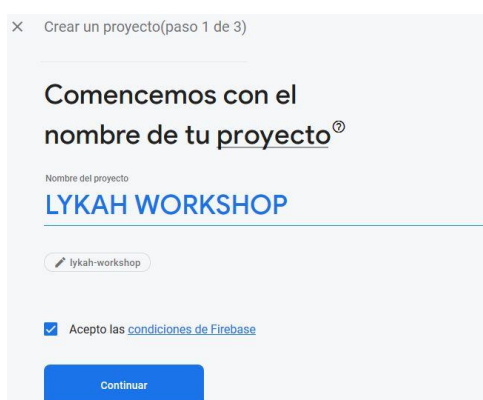 Crear un proyecto(paso 1 de 3)
Comencemos con el
nombre de tu proyecto
Nombre del proyecto
LYKAH WORKSHOP
lykah-workshop
Acepto las condiciones de Firebase
Continuar